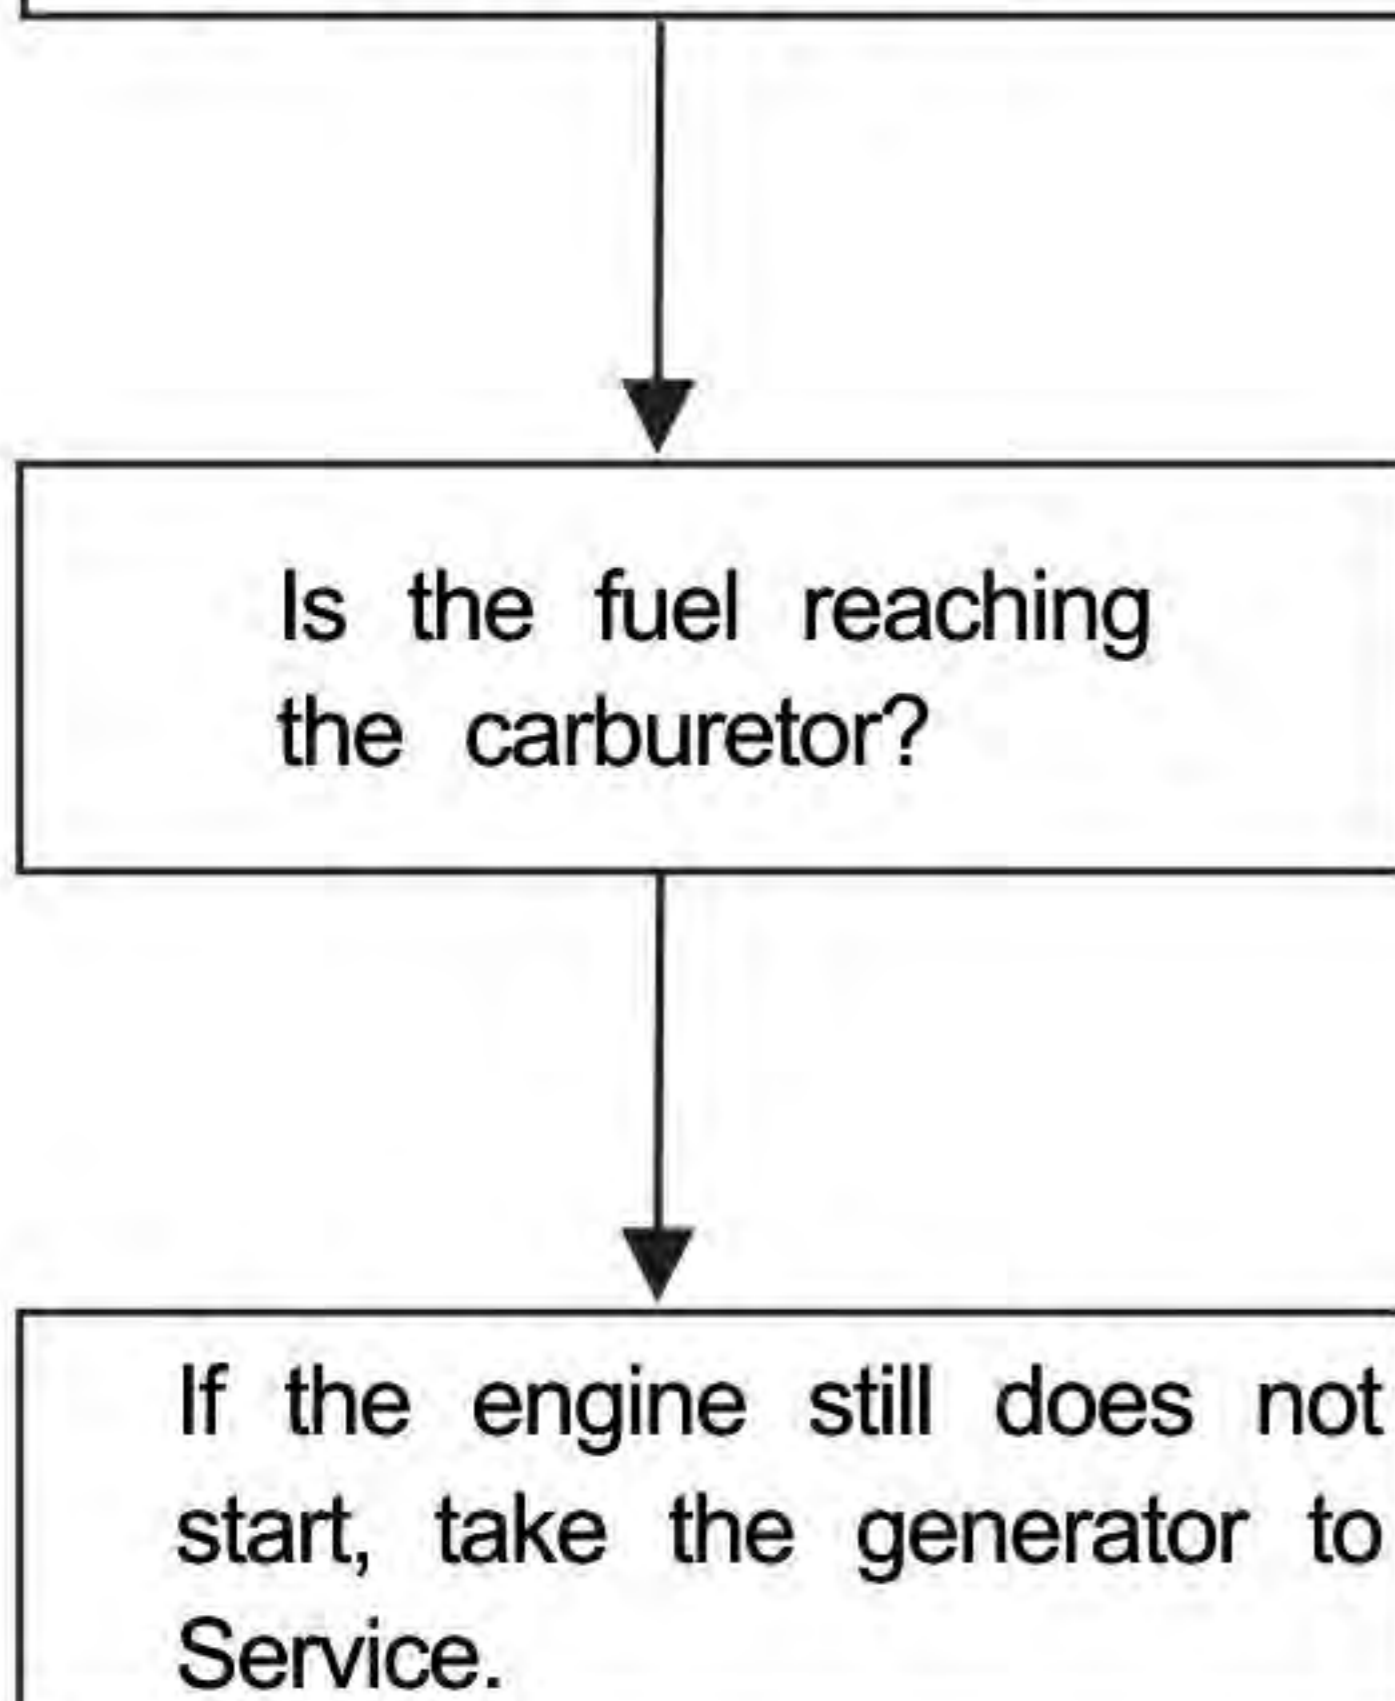 Is the fuel reaching
the carburetor?
If the engine still does not
start, take the generator to
Service.